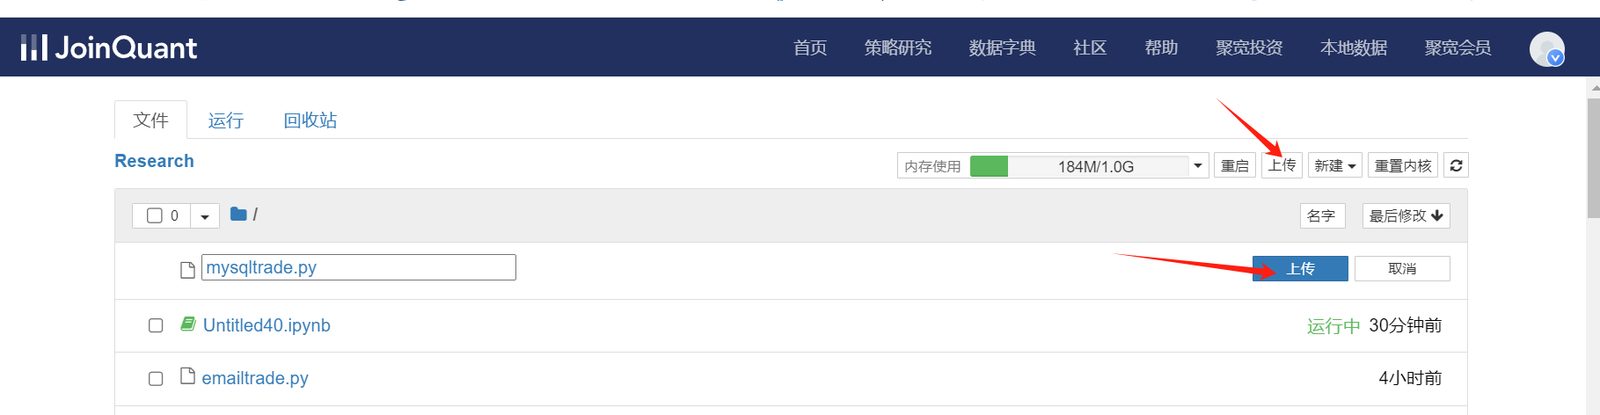 JoinQuant 首页 策略研究 数据字典 社区 帮助 聚宽投资 本地数据 聚宽会员
文件 运行 回收站
Research 内存使用 184M/1.0G 重启 上传 新建 重置内核
0 / 名字 最后修改
mysqltrade.py 上传 取消
Untitled40.ipynb 运行中 30分钟前
emailtrade.py 4小时前